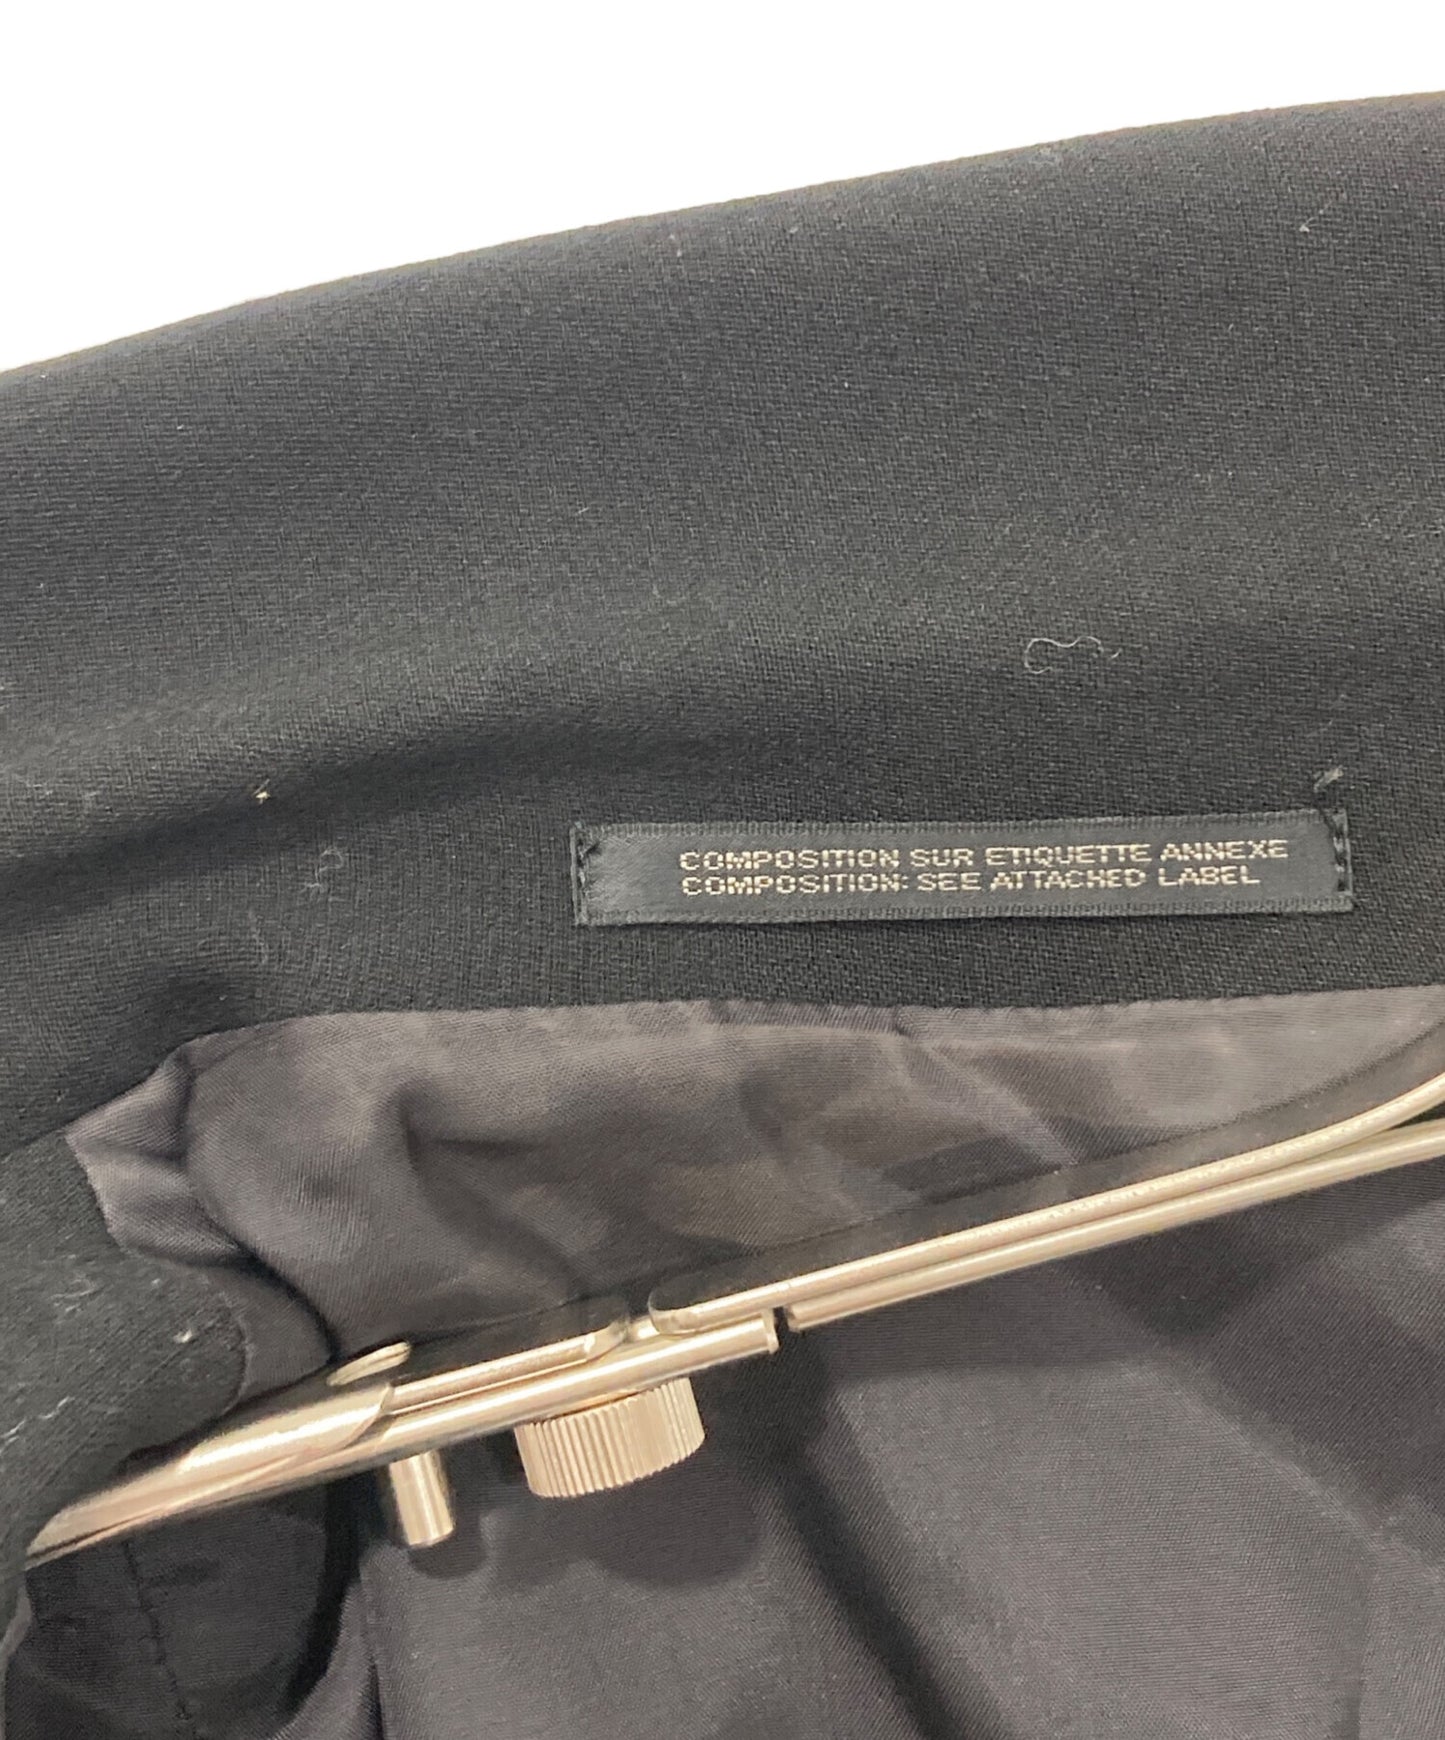 COMPOSITION SUR ETIQUETTE ANNEXE
COMPOSITION: SEE ATTACHED LABEL